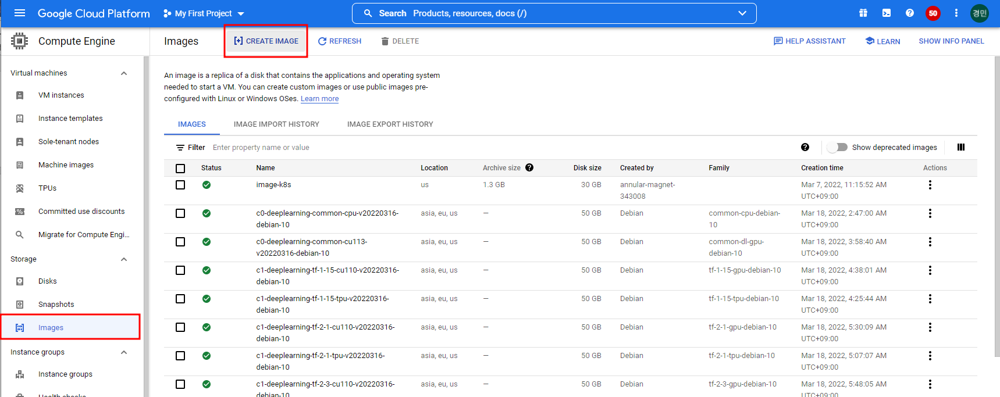 Google Cloud Platform
My First Project
Search Products, resources, docs (/)
50
경민
Compute Engine
Images
CREATE IMAGE
REFRESH
DELETE
HELP ASSISTANT
LEARN
SHOW INFO PANEL
Virtual machines
VM instances
Instance templates
Sole-tenant nodes
Machine images
TPUs
Committed use discounts
Migrate for Compute Engi...
Storage
Disks
Snapshots
Images
Instance groups
Instance groups
Health checks
An image is a replica of a disk that contains the applications and operating system
needed to start a VM. You can create custom images or use public images pre-
configured with Linux or Windows OSes. Learn more
IMAGES IMAGE IMPORT HISTORY IMAGE EXPORT HISTORY
Filter Enter property name or value
Show deprecated images
Status Name Location Archive size Disk size Created by Family Creation time Actions
image-k8s us 1.3 GB 30 GB annular-magnet- Mar 7, 2022, 11:15:52 AM
343008 UTC+09:00
c0-deeplearning-common-cpu-v20220316- asia, eu, us — 50 GB Debian common-cpu-debian- Mar 18, 2022, 2:47:00 AM
debian-10 10 UTC+09:00
c0-deeplearning-common-cu113- asia, eu, us — 50 GB Debian common-dl-gpu- Mar 18, 2022, 3:58:40 AM
v20220316-debian-10 debian-10 UTC+09:00
c1-deeplearning-tf-1-15-cu110-v20220316- asia, eu, us — 50 GB Debian tf-1-15-gpu-debian-10 Mar 18, 2022, 4:38:01 AM
debian-10 UTC+09:00
c1-deeplearning-tf-1-15-tpu-v20220316- asia, eu, us — 50 GB Debian tf-1-15-tpu-debian-10 Mar 18, 2022, 4:25:44 AM
debian-10 UTC+09:00
c1-deeplearning-tf-2-1-cu110-v20220316- asia, eu, us — 50 GB Debian tf-2-1-gpu-debian-10 Mar 18, 2022, 5:30:09 AM
debian-10 UTC+09:00
c1-deeplearning-tf-2-1-tpu-v20220316- asia, eu, us — 50 GB Debian tf-2-1-tpu-debian-10 Mar 18, 2022, 5:07:07 AM
debian-10 UTC+09:00
c1-deeplearning-tf-2-3-cu110-v20220316- asia, eu, us — 50 GB Debian tf-2-3-gpu-debian-10 Mar 18, 2022, 5:48:05 AM
debian-10 UTC+09:00